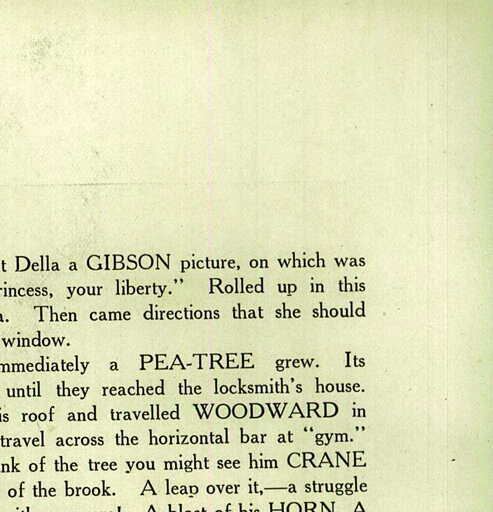 t Della a GIBSON picture, on which was
rincess, your liberty." Rolled up in this
a. Then came directions that she should
window.
mmediately a PEA-TREE grew. Its
until they reached the locksmith's house.
is roof and travelled WOODWARD in
travel across the horizontal bar at "gym."
nk of the tree you might see him CRANE
of the brook. A leap over it,—a struggle
A blast of his HORN. A